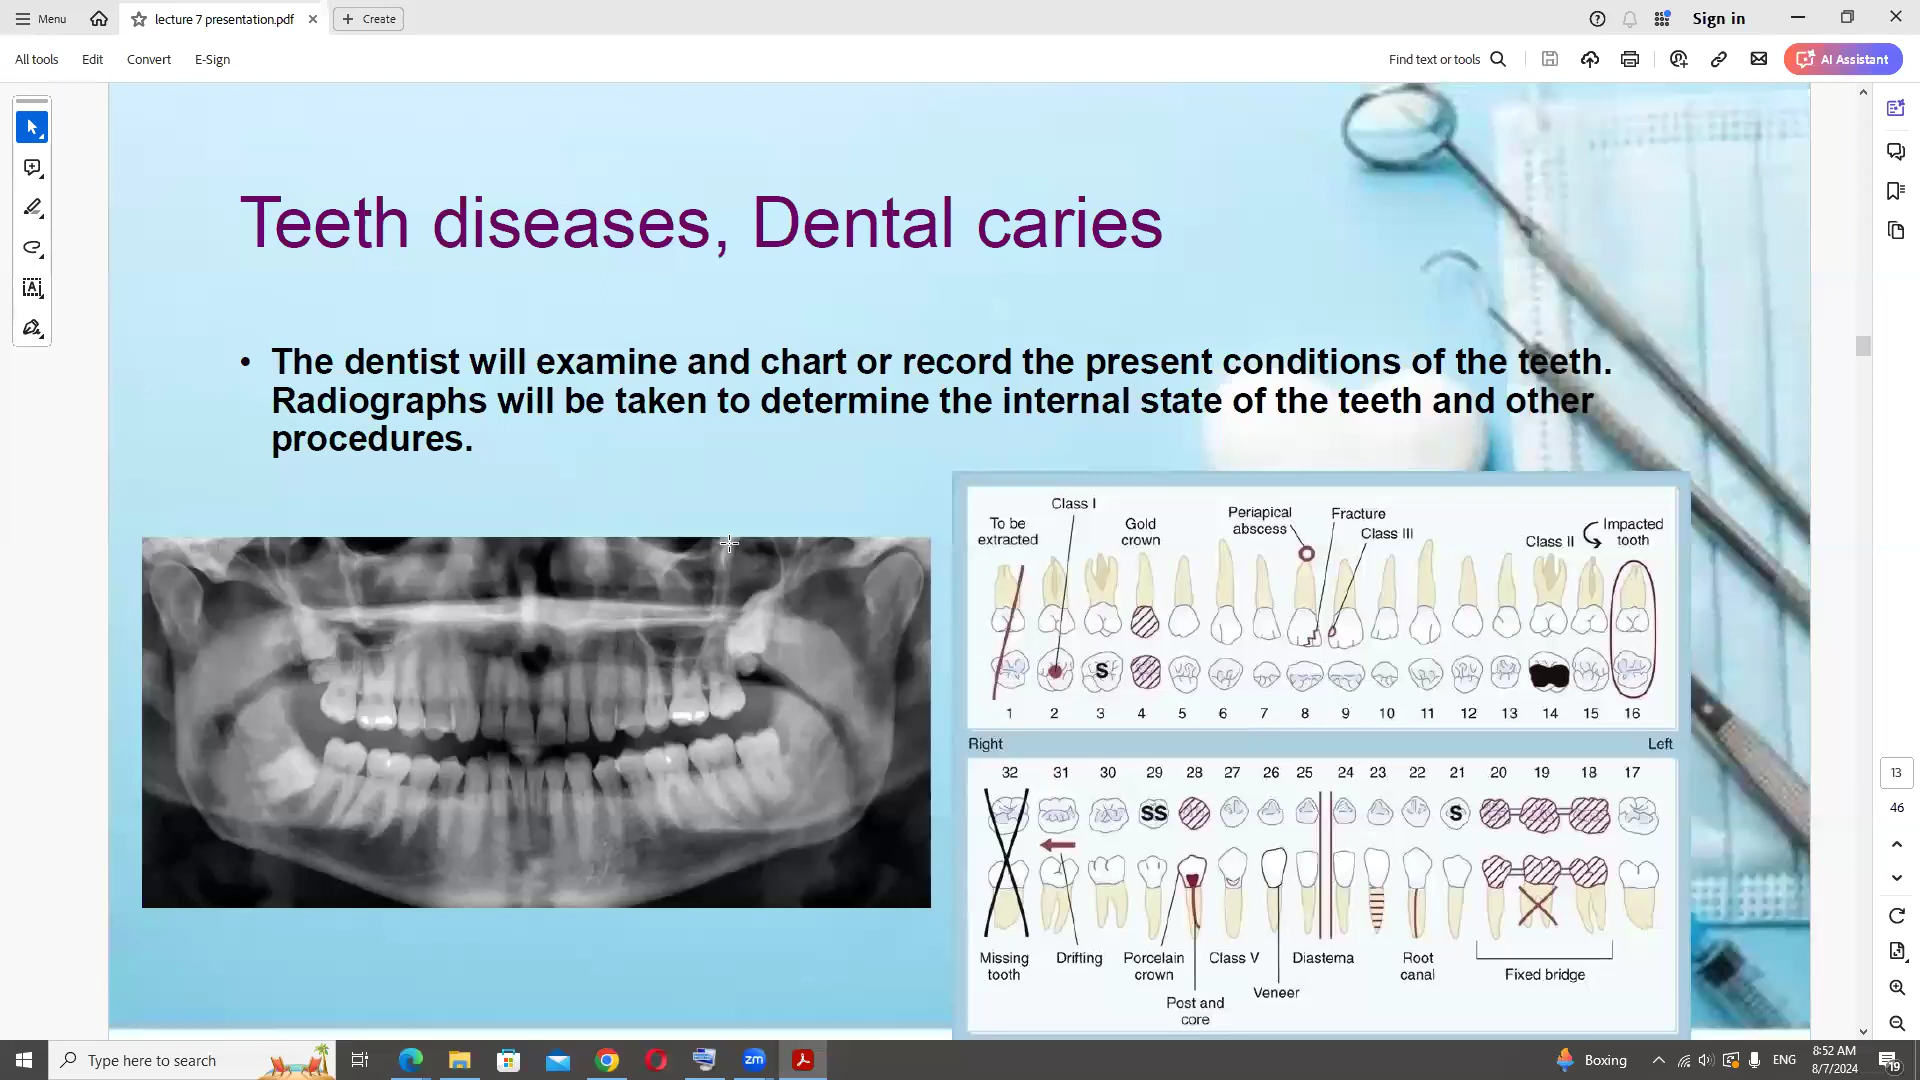 Menu
lecture 7 presentation.pdf
Create
Sign in
All tools
Edit
Convert
E-Sign
Find text or tools
AI Assistant
Teeth diseases, Dental caries
• The dentist will examine and chart or record the present conditions of the teeth.
Radiographs will be taken to determine the internal state of the teeth and other
procedures.
To be
extracted
Class I
Gold
crown
Periapical
abscess
Fracture
Class III
Class II
Impacted
tooth
S
1 2 3 4 5 6 7 8 9 10 11 12 13 14 15 16
Right
Left
32 31 30 29 28 27 26 25 24 23 22 21 20 19 18 17
SS
S
Missing
tooth
Drifting
Porcelain
crown
Post and
core
Class V
Veneer
Diastema
Root
canal
Fixed bridge
13
46
Type here to search
zm
Boxing
ENG
8:52 AM
8/7/2024
19